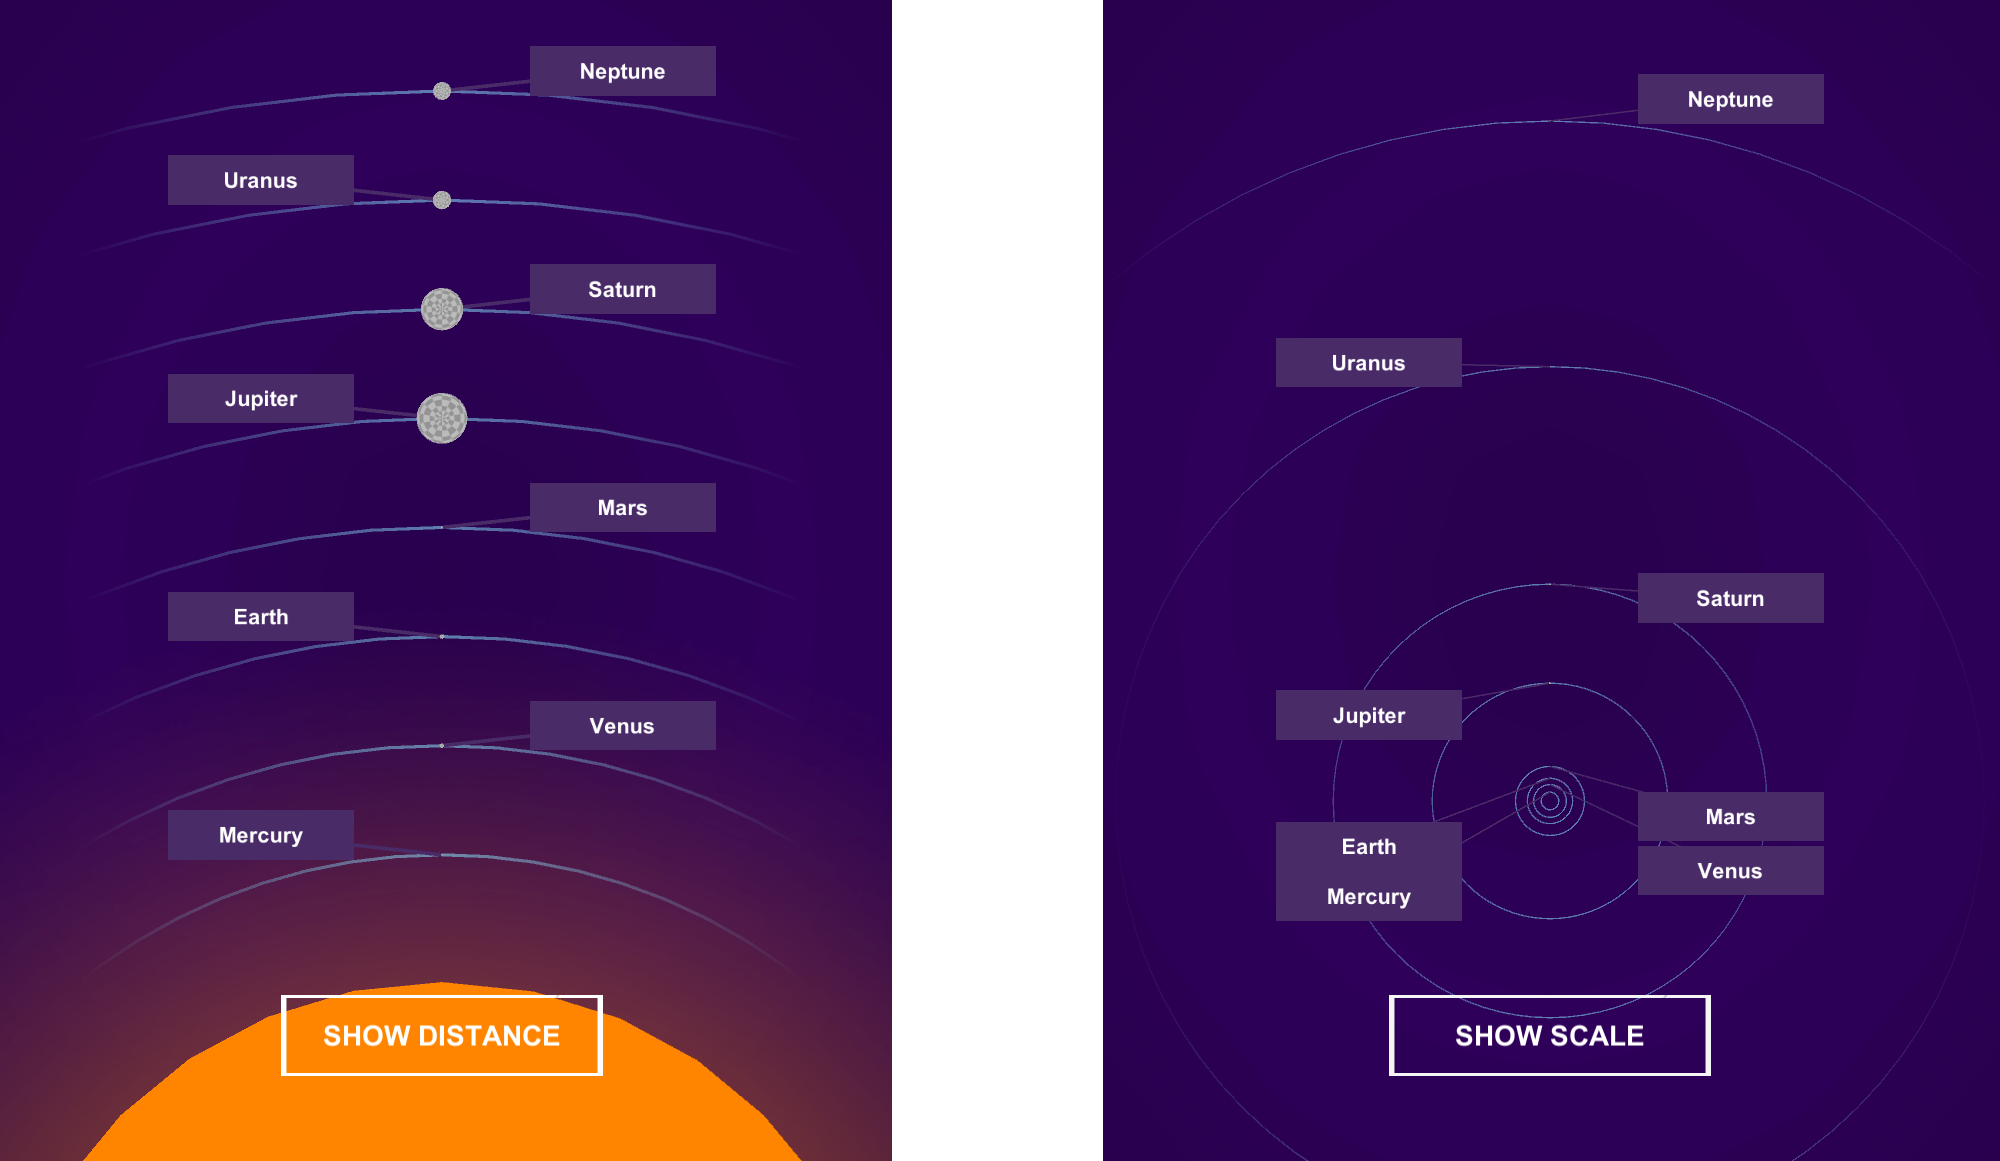 Neptune
Uranus
Saturn
Jupiter
Mars
Earth
Venus
Mercury
SHOW DISTANCE
Neptune
Uranus
Saturn
Jupiter
Mars
Earth
Venus
Mercury
SHOW SCALE